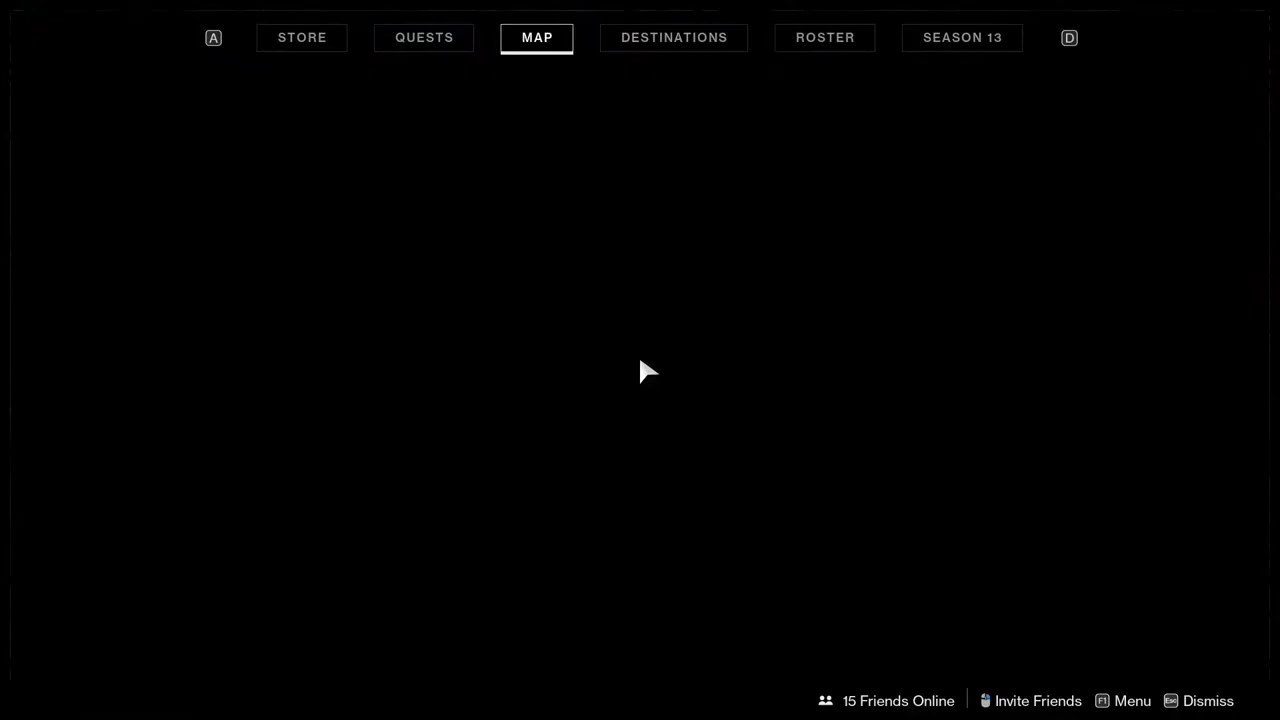 A STORE QUESTS MAP DESTINATIONS ROSTER SEASON 13 D
15 Friends Online Invite Friends F1 Menu Esc Dismiss